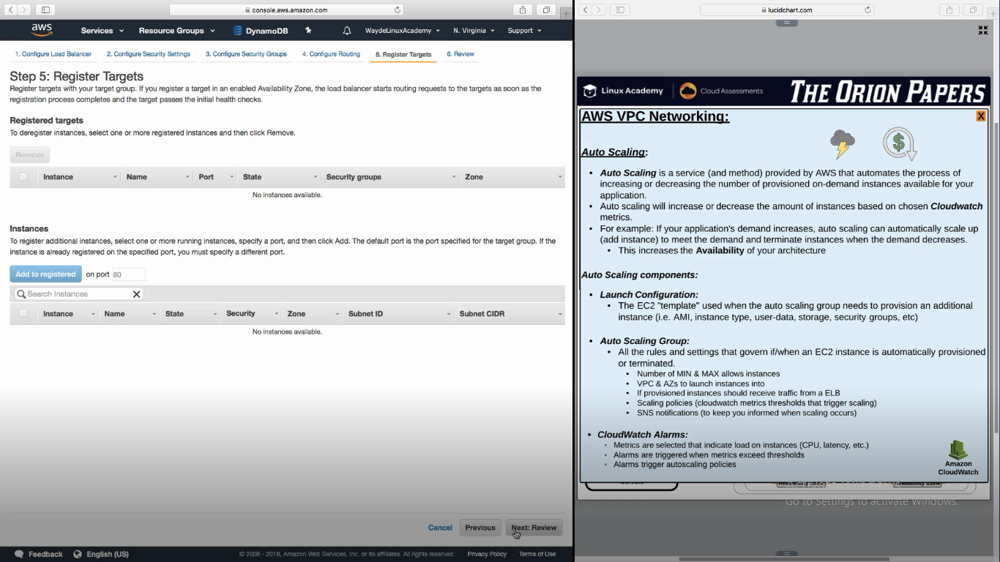 console.aws.amazon.com
aws
Services
Resource Groups
DynamoDB
WaydeLinuxAcademy
N. Virginia
Support
1. Configure Load Balancer
2. Configure Security Settings
3. Configure Security Groups
4. Configure Routing
5. Register Targets
6. Review
Step 5: Register Targets
Register targets with your target group. If you register a target in an enabled Availability Zone, the load balancer starts routing requests to the targets as soon as the
registration process completes and the target passes the initial health checks.
Registered targets
To deregister instances, select one or more registered instances and then click Remove.
Remove
Instance
Name
Port
State
Security groups
Zone
No instances available.
Instances
To register additional instances, select one or more running instances, specify a port, and then click Add. The default port is the port specified for the target group. If the
instance is already registered on the specified port, you must specify a different port.
Add to registered
on port 80
Search Instances
Instance
Name
State
Security
Zone
Subnet ID
Subnet CIDR
No instances available.
Cancel
Previous
Next: Review
Feedback
English (US)
© 2008 - 2018, Amazon Web Services, Inc. or its affiliates. All rights reserved.
Privacy Policy
Terms of Use
lucidchart.com
Linux Academy
Cloud Assessments
THE ORION PAPERS
AWS VPC Networking:
X
Auto Scaling:
• Auto Scaling is a service (and method) provided by AWS that automates the process of
increasing or decreasing the number of provisioned on-demand instances available for your
application.
• Auto scaling will increase or decrease the amount of instances based on chosen Cloudwatch
metrics.
• For example: If your application's demand increases, auto scaling can automatically scale up
(add instance) to meet the demand and terminate instances when the demand decreases.
• This increases the Availability of your architecture
Auto Scaling components:
• Launch Configuration:
• The EC2 "template" used when the auto scaling group needs to provision an additional
instance (i.e. AMI, instance type, user-data, storage, security groups, etc)
• Auto Scaling Group:
• All the rules and settings that govern if/when an EC2 instance is automatically provisioned
or terminated.
• Number of MIN & MAX allows instances
• VPC & AZs to launch instances into
• If provisioned instances should receive traffic from a ELB
• Scaling policies (cloudwatch metrics thresholds that trigger scaling)
• SNS notifications (to keep you informed when scaling occurs)
• CloudWatch Alarms:
◦ Metrics are selected that indicate load on instances (CPU, latency, etc.)
◦ Alarms are triggered when metrics exceed thresholds
◦ Alarms trigger autoscaling policies
Amazon
CloudWatch
Go to Settings to activate Windows.